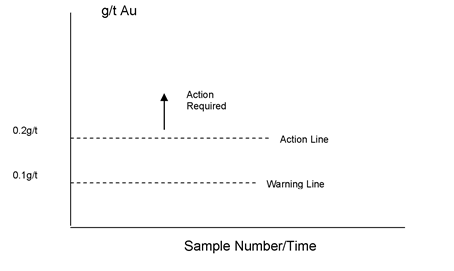 g/t Au
Action
Required
0.2g/t
Action Line
0.1g/t
Warning Line
Sample Number/Time